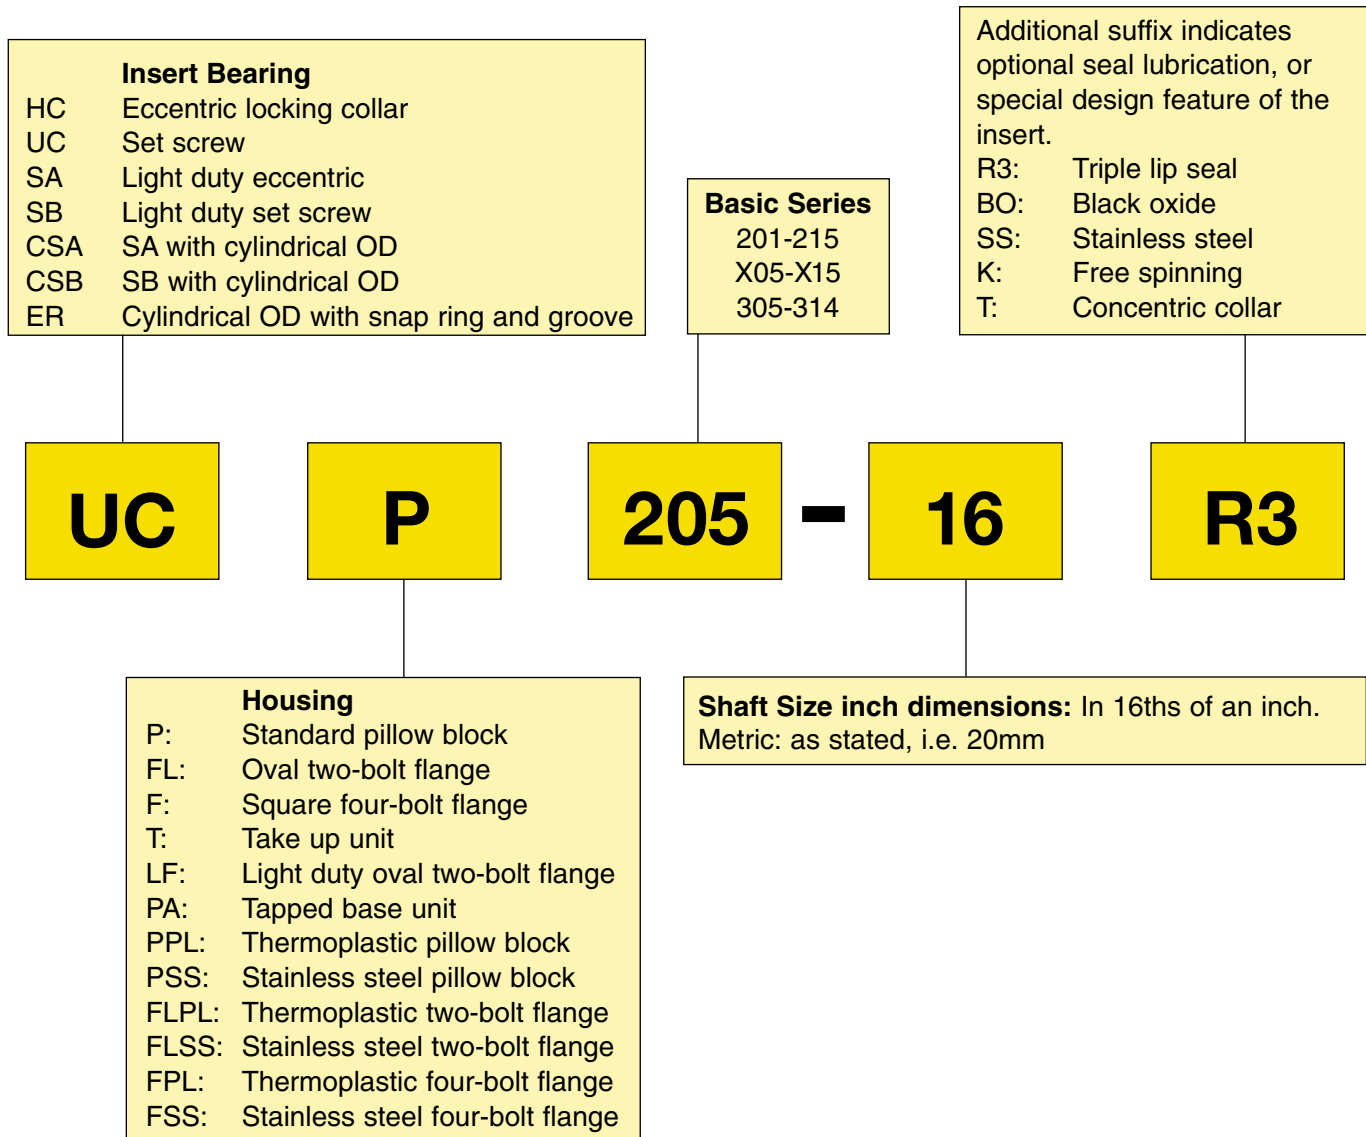 Insert Bearing
HC Eccentric locking collar
UC Set screw
SA Light duty eccentric
SB Light duty set screw
CSA SA with cylindrical OD
CSB SB with cylindrical OD
ER Cylindrical OD with snap ring and groove
Basic Series
201-215
X05-X15
305-314
Additional suffix indicates
optional seal lubrication, or
special design feature of the
insert.
R3: Triple lip seal
BO: Black oxide
SS: Stainless steel
K: Free spinning
T: Concentric collar
UC P 205 - 16 R3
Housing
P: Standard pillow block
FL: Oval two-bolt flange
F: Square four-bolt flange
T: Take up unit
LF: Light duty oval two-bolt flange
PA: Tapped base unit
PPL: Thermoplastic pillow block
PSS: Stainless steel pillow block
FLPL: Thermoplastic two-bolt flange
FLSS: Stainless steel two-bolt flange
FPL: Thermoplastic four-bolt flange
FSS: Stainless steel four-bolt flange
Shaft Size inch dimensions: In 16ths of an inch.
Metric: as stated, i.e. 20mm